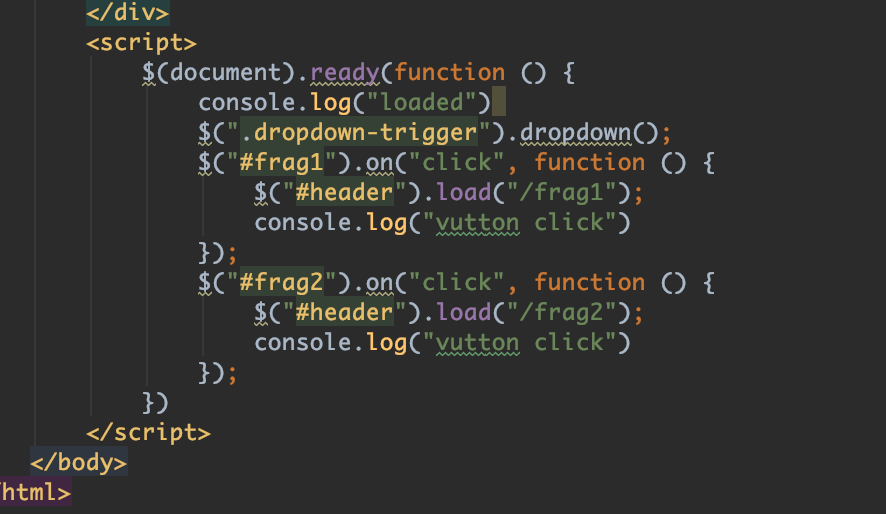 </div>
<script>
$(document).ready(function () {
console.log("loaded")
$(".dropdown-trigger").dropdown();
$("#frag1").on("click", function () {
$("#header").load("/frag1");
console.log("vutton click")
});
$("#frag2").on("click", function () {
$("#header").load("/frag2");
console.log("vutton click")
});
})
</script>
</body>
/html>